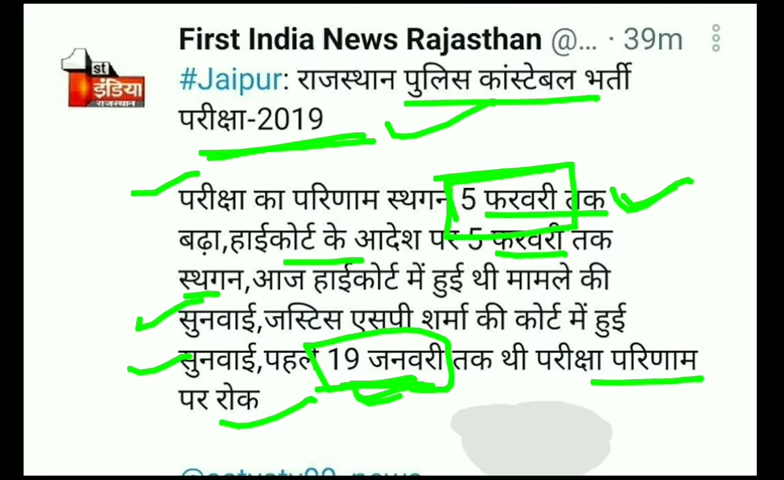 First India News Rajasthan @... · 39m
1st
इंडिया
राजस्थान
#Jaipur: राजस्थान पुलिस कांस्टेबल भर्ती
परीक्षा-2019
परीक्षा का परिणाम स्थगन 5 फरवरी तक
बढ़ा,हाईकोर्ट के आदेश पर 5 फरवरी तक
स्थगन,आज हाईकोर्ट में हुई थी मामले की
सुनवाई,जस्टिस एसपी शर्मा की कोर्ट में हुई
सुनवाई,पहले 19 जनवरी तक थी परीक्षा परिणाम
पर रोक